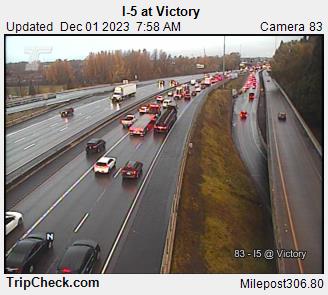 I-5 at Victory
Updated  Dec 01 2023  7:58 AM Camera 83
N
83 - I5 @ Victory
TripCheck.com Milepost306.80